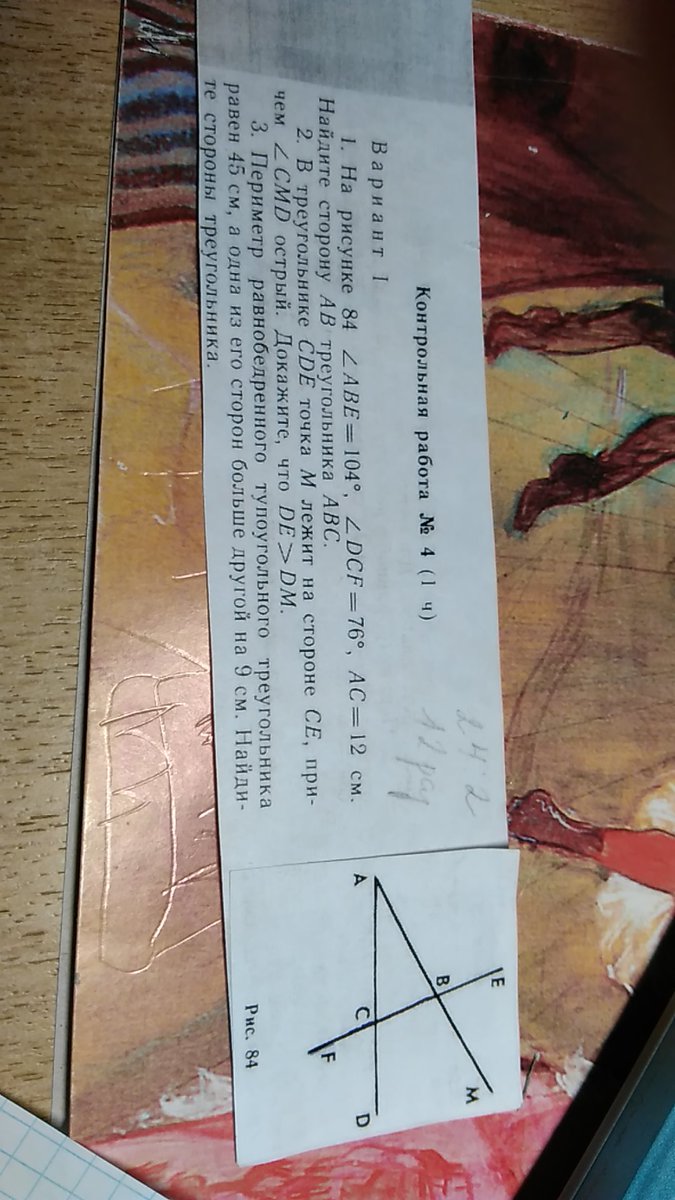 Контрольная работа № 4 (1 ч)
Вариант 1
1. На рисунке 84 ∠ABE=104°, ∠DCF=76°, AC=12 см.
Найдите сторону AB треугольника ABC.
2. В треугольнике CDE точка M лежит на стороне CE, при-
чем ∠CMD острый. Докажите, что DE>DM.
3. Периметр равнобедренного тупоугольного треугольника
равен 45 см, а одна из его сторон больше другой на 9 см. Найди-
те стороны треугольника.
E
M
B
A
C
D
F
Рис. 84